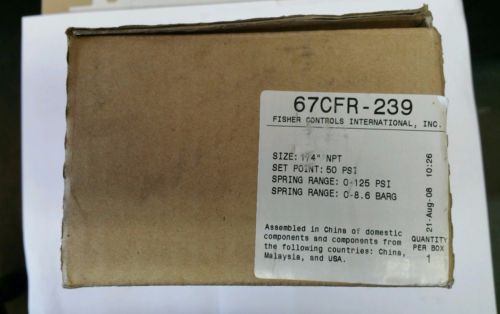 67CFR-239
FISHER CONTROLS INTERNATIONAL, INC.
SIZE: 1/4" NPT
SET POINT: 50 PSI
SPRING RANGE: 0-125 PSI
SPRING RANGE: 0-8.6 BARG
21-Aug-08 10:26
Assembled in China of domestic
components and components from
the following countries: China,
Malaysia, and USA.
QUANTITY
PER BOX
1